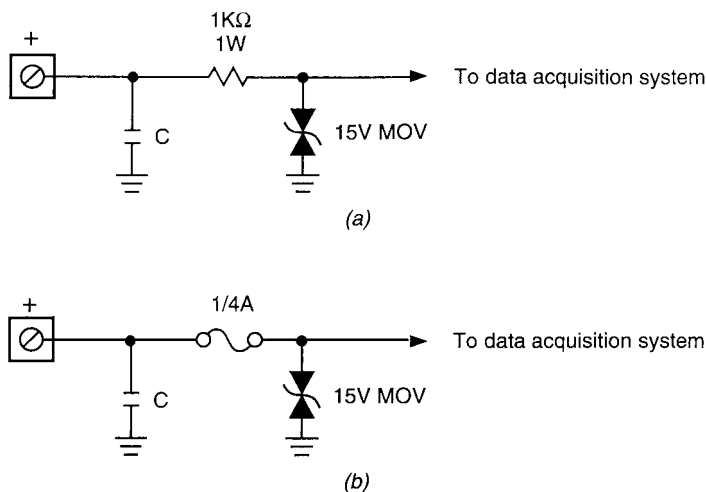 +
1KΩ
1W
To data acquisition system
C
15V MOV
(a)
+
1/4A
To data acquisition system
C
15V MOV
(b)